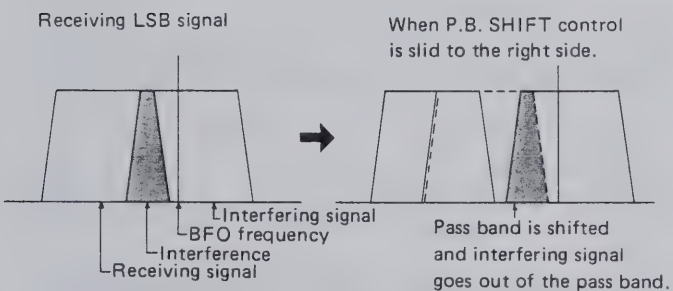 Receiving LSB signal
When P.B. SHIFT control
is slid to the right side.
Interfering signal
BFO frequency
Interference
Receiving signal
Pass band is shifted
and interfering signal
goes out of the pass band.